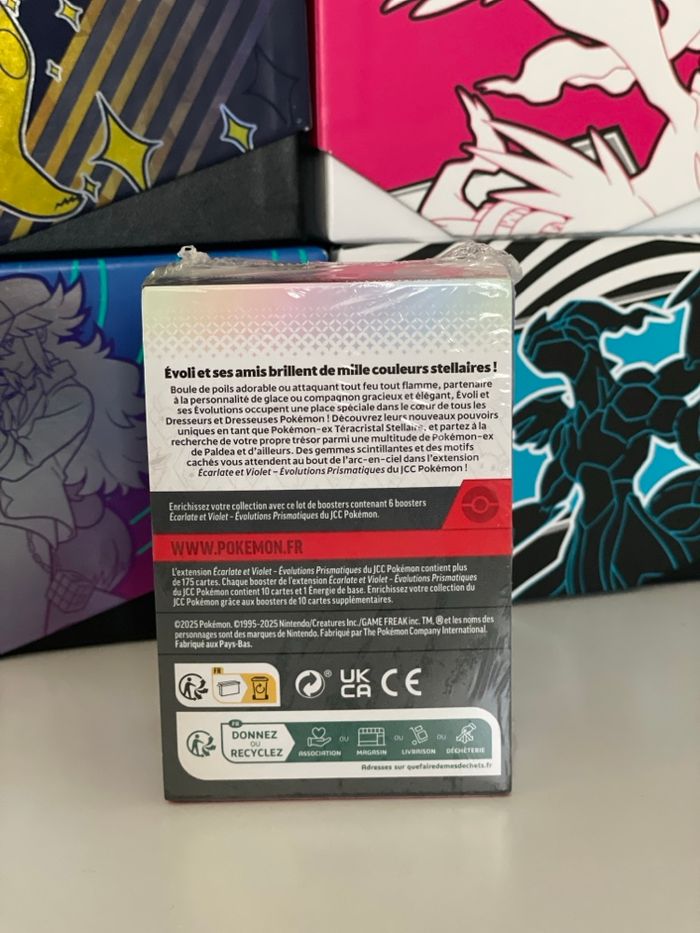 Évoli et ses amis brillent de mille couleurs stellaires !
Boule de poils adorable ou attaquant tout feu tout flamme, partenaire
à la personnalité de glace ou compagnon gracieux et élégant, Évoli et
ses Évolutions occupent une place spéciale dans le cœur de tous les
Dresseurs et Dresseuses Pokémon ! Découvrez leurs nouveaux pouvoirs
uniques en tant que Pokémon-ex Téracristal Stellaire, et partez à la
recherche de votre propre trésor parmi une multitude de Pokémon-ex
de Paldea et d'ailleurs. Des gemmes scintillantes et des motifs
cachés vous attendent au bout de l'arc-en-ciel dans l'extension
Écarlate et Violet – Évolutions Prismatiques du JCC Pokémon !
Enrichissez votre collection avec ce lot de boosters contenant 6 boosters
Écarlate et Violet – Évolutions Prismatiques du JCC Pokémon.
WWW.POKEMON.FR
L'extension Écarlate et Violet – Évolutions Prismatiques du JCC Pokémon contient plus
de 175 cartes. Chaque booster de l'extension Écarlate et Violet – Évolutions Prismatiques
du JCC Pokémon contient 10 cartes et 1 Énergie de base. Enrichissez votre collection du
JCC Pokémon grâce aux boosters de 10 cartes supplémentaires.
©2025 Pokémon. ©1995-2025 Nintendo/Creatures Inc./GAME FREAK inc. TM, ® et les noms des
personnages sont des marques de Nintendo. Fabriqué par The Pokémon Company International.
Fabriqué aux Pays-Bas.
FR
® UK
CA CE
FR
DONNEZ
OU
RECYCLEZ
ASSOCIATION OU MAGASIN OU LIVRAISON OU DÉCHÈTERIE
Adresses sur quefairedemesdechets.fr